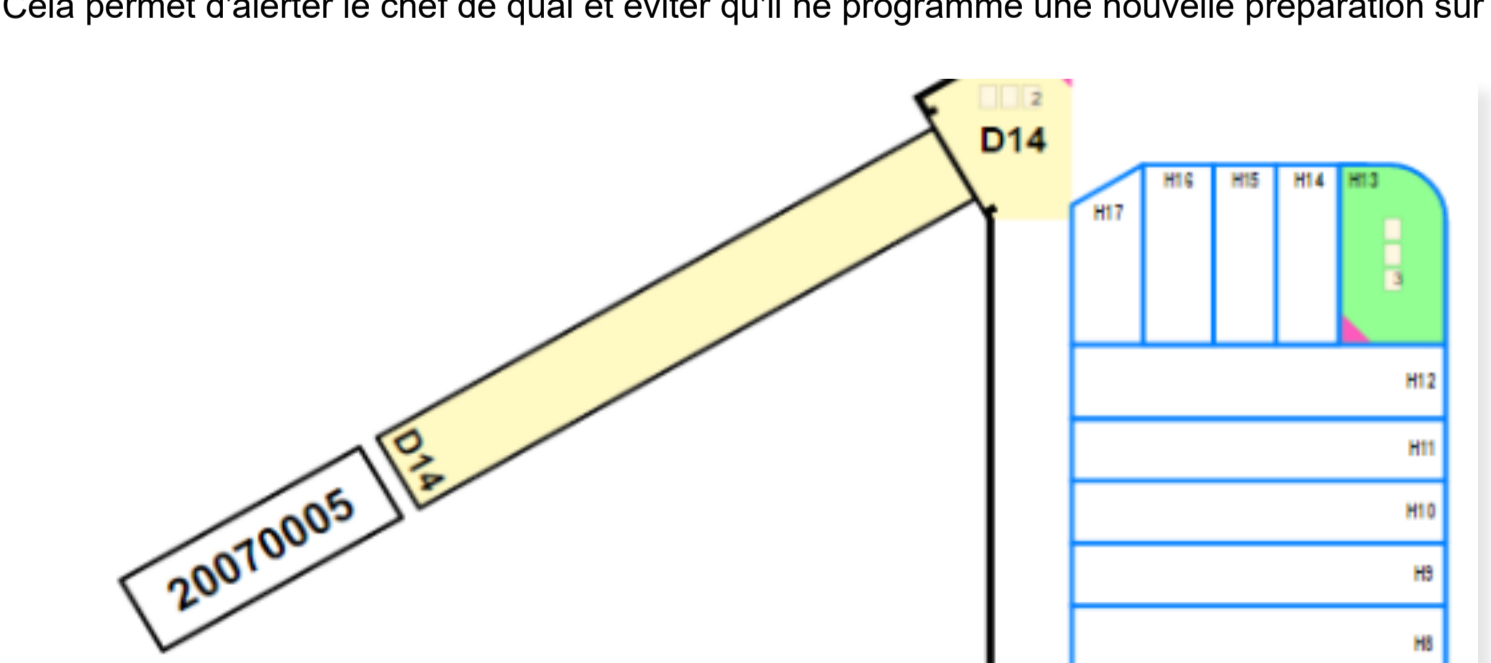 Cela permet d'alerter le chef de quai et éviter qu'il ne programme une nouvelle préparation sur
2
D14
H16
H15
H14
H13
H17
3
H12
D14
H11
20070005
H10
H9
H8